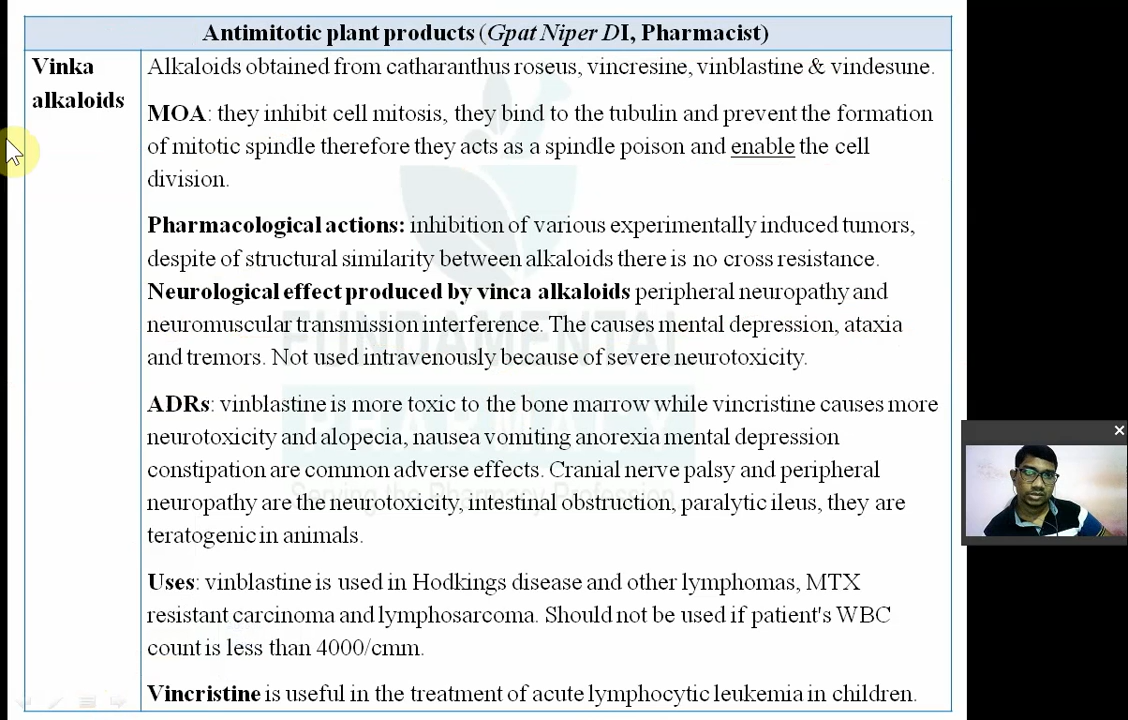 Antimitotic plant products (Gpat Niper DI, Pharmacist)
Vinka
alkaloids
Alkaloids obtained from catharanthus roseus, vincresine, vinblastine & vindesune.
MOA: they inhibit cell mitosis, they bind to the tubulin and prevent the formation
of mitotic spindle therefore they acts as a spindle poison and enable the cell
division.
Pharmacological actions: inhibition of various experimentally induced tumors,
despite of structural similarity between alkaloids there is no cross resistance.
Neurological effect produced by vinca alkaloids peripheral neuropathy and
neuromuscular transmission interference. The causes mental depression, ataxia
and tremors. Not used intravenously because of severe neurotoxicity.
ADRs: vinblastine is more toxic to the bone marrow while vincristine causes more
neurotoxicity and alopecia, nausea vomiting anorexia mental depression
constipation are common adverse effects. Cranial nerve palsy and peripheral
neuropathy are the neurotoxicity, intestinal obstruction, paralytic ileus, they are
teratogenic in animals.
Uses: vinblastine is used in Hodkings disease and other lymphomas, MTX
resistant carcinoma and lymphosarcoma. Should not be used if patient's WBC
count is less than 4000/cmm.
Vincristine is useful in the treatment of acute lymphocytic leukemia in children.
FUNDAMENTAL
PHARMACY
Serving the Pharmacy Profession